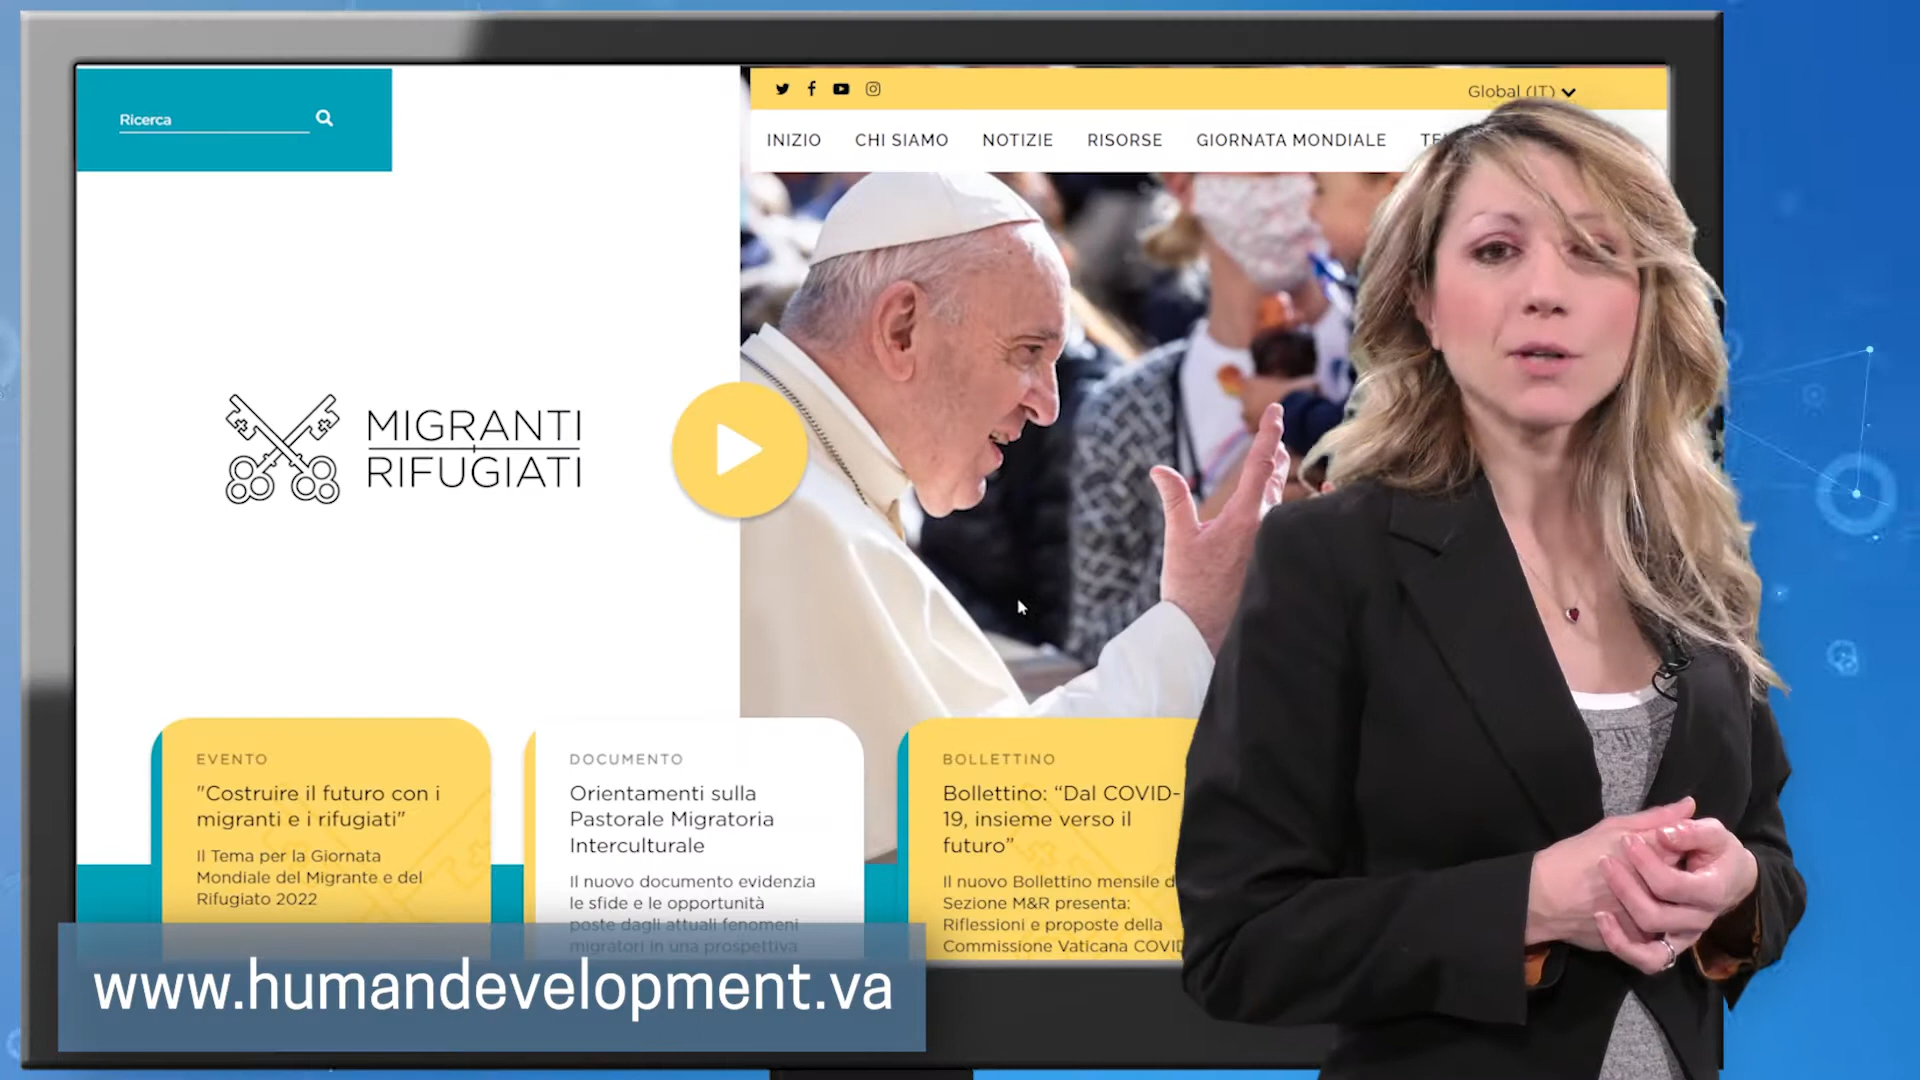 Ricerca
Global (IT)
INIZIO CHI SIAMO NOTIZIE RISORSE GIORNATA MONDIALE
MIGRANTI
RIFUGIATI
EVENTO
"Costruire il futuro con i
migranti e i rifugiati"
Il Tema per la Giornata
Mondiale del Migrante e del
Rifugiato 2022
DOCUMENTO
Orientamenti sulla
Pastorale Migratoria
Interculturale
Il nuovo documento evidenzia
le sfide e le opportunità
poste dagli attuali fenomeni
migratori in una prospettiva
BOLLETTINO
Bollettino: “Dal COVID-
19, insieme verso il
futuro”
Il nuovo Bollettino mensile d
Sezione M&R presenta:
Riflessioni e proposte della
Commissione Vaticana COVID
www.humandevelopment.va